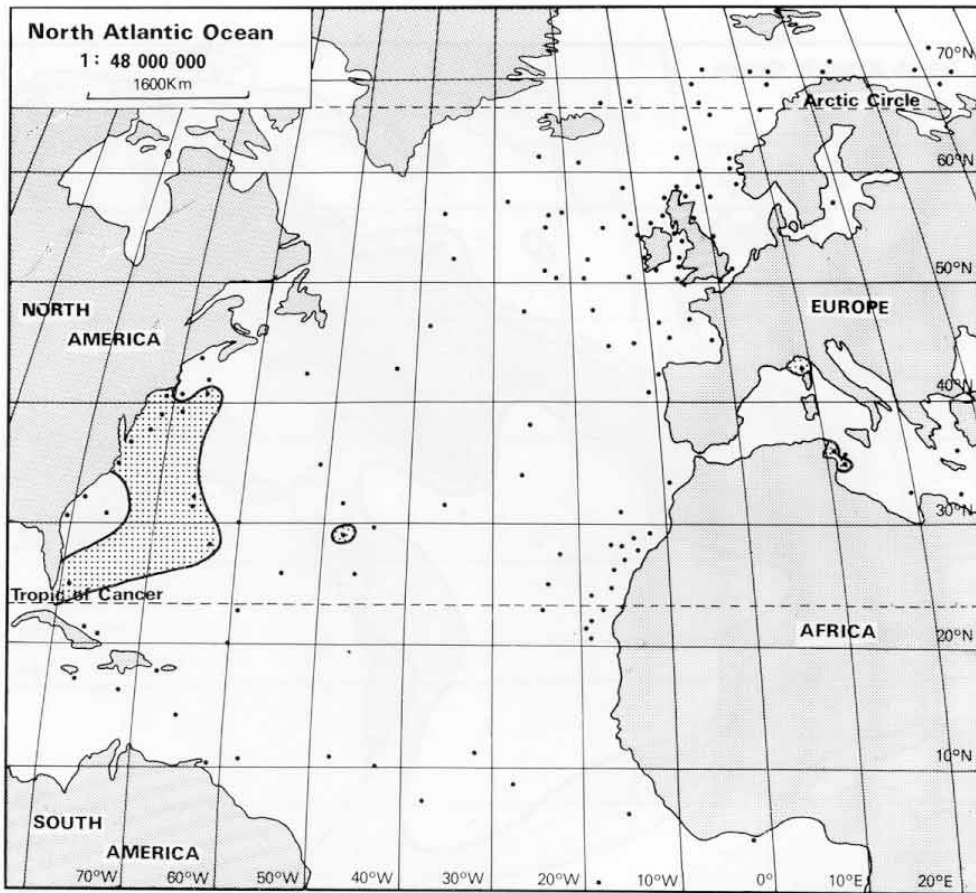 North Atlantic Ocean
1: 48 000 000
1600Km
70°N
Arctic Circle
60°N
50°N
NORTH
AMERICA
EUROPE
40°N
30°N
Tropic of Cancer
AFRICA
20°N
10°N
SOUTH
AMERICA
70°W
60°W
50°W
40°W
30°W
20°W
10°W
0°
10°E
20°E